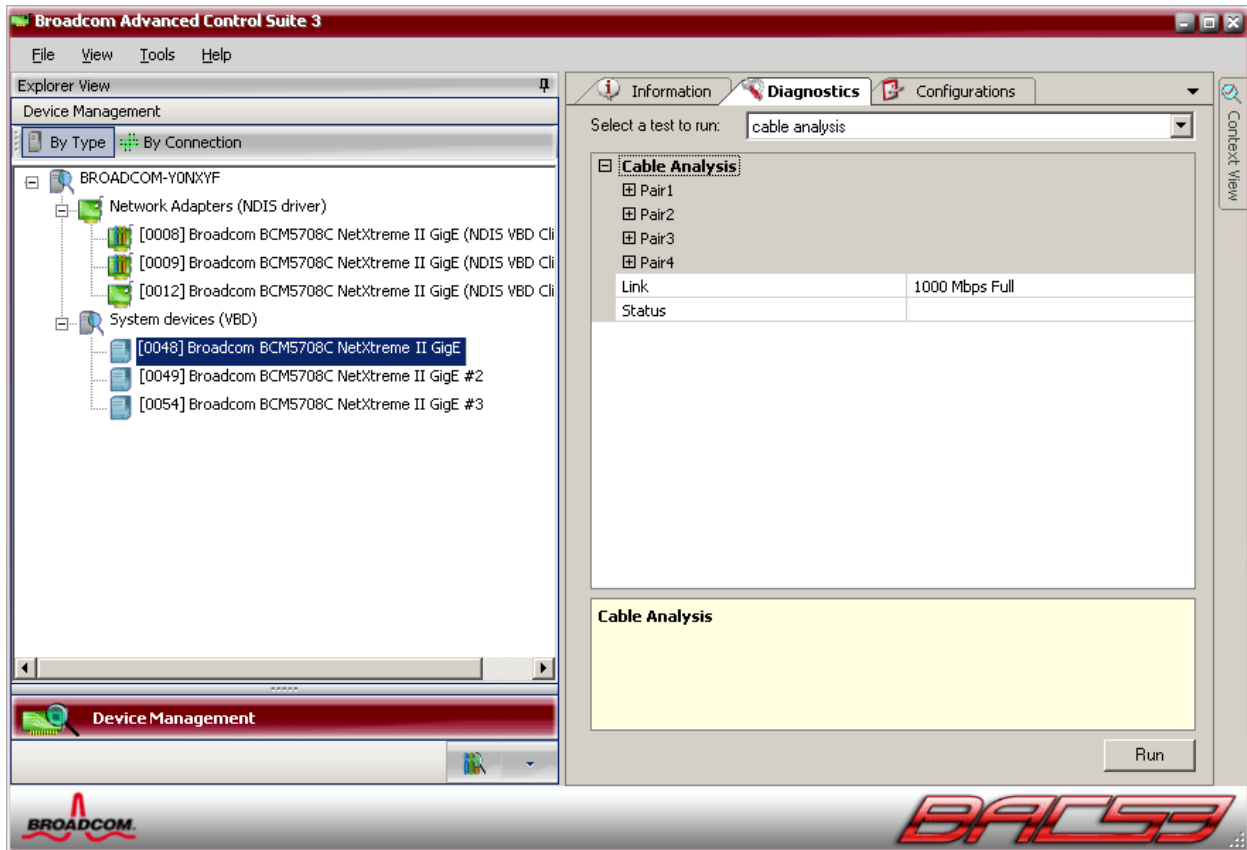 Broadcom Advanced Control Suite 3
File View Tools Help
Explorer View
Device Management
By Type By Connection
BROADCOM-Y0NXYF
Network Adapters (NDIS driver)
[0008] Broadcom BCM5708C NetXtreme II GigE (NDIS VBD Cli
[0009] Broadcom BCM5708C NetXtreme II GigE (NDIS VBD Cli
[0012] Broadcom BCM5708C NetXtreme II GigE (NDIS VBD Cli
System devices (VBD)
[0048] Broadcom BCM5708C NetXtreme II GigE
[0049] Broadcom BCM5708C NetXtreme II GigE #2
[0054] Broadcom BCM5708C NetXtreme II GigE #3
Device Management
Information Diagnostics Configurations
Select a test to run: cable analysis
Cable Analysis
Pair1
Pair2
Pair3
Pair4
Link 1000 Mbps Full
Status
Cable Analysis
Run
Context View
BROADCOM.
BACS3